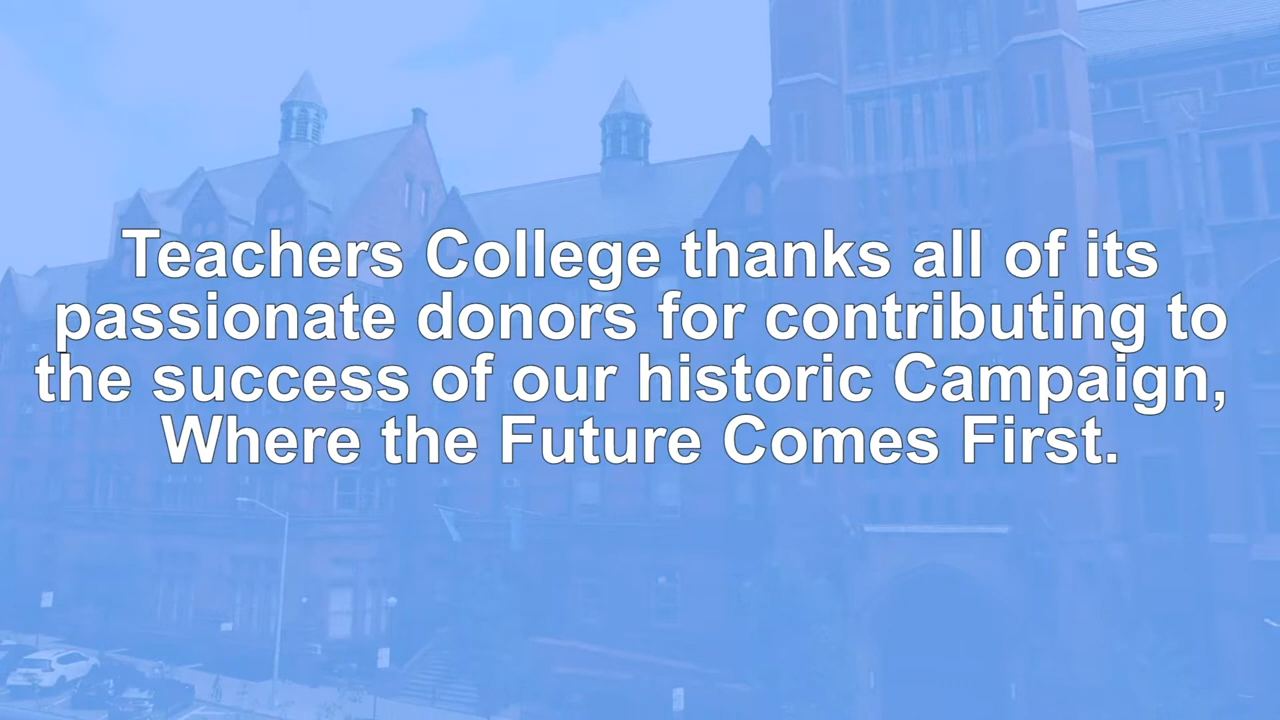 Teachers College thanks all of its
passionate donors for contributing to
the success of our historic Campaign,
Where the Future Comes First.